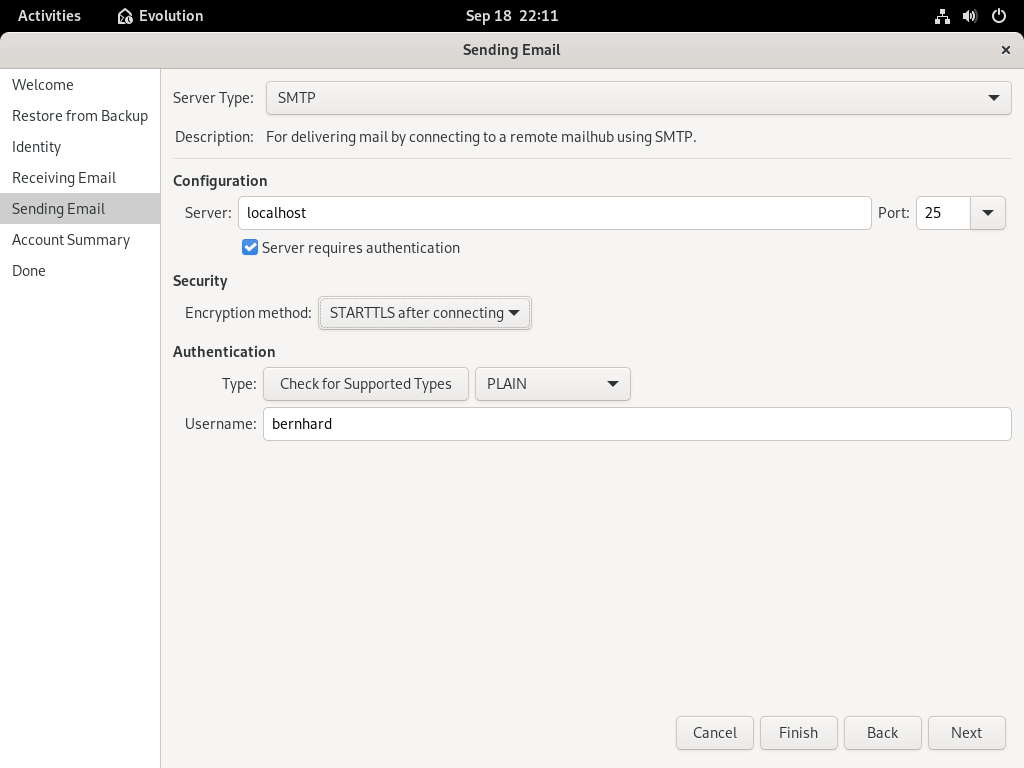 Activities Evolution Sep 18 22:11
Sending Email
Welcome
Restore from Backup
Identity
Receiving Email
Sending Email
Account Summary
Done
Server Type: SMTP
Description: For delivering mail by connecting to a remote mailhub using SMTP.
Configuration
Server: localhost Port: 25
Server requires authentication
Security
Encryption method: STARTTLS after connecting
Authentication
Type: Check for Supported Types PLAIN
Username: bernhard
Cancel Finish Back Next